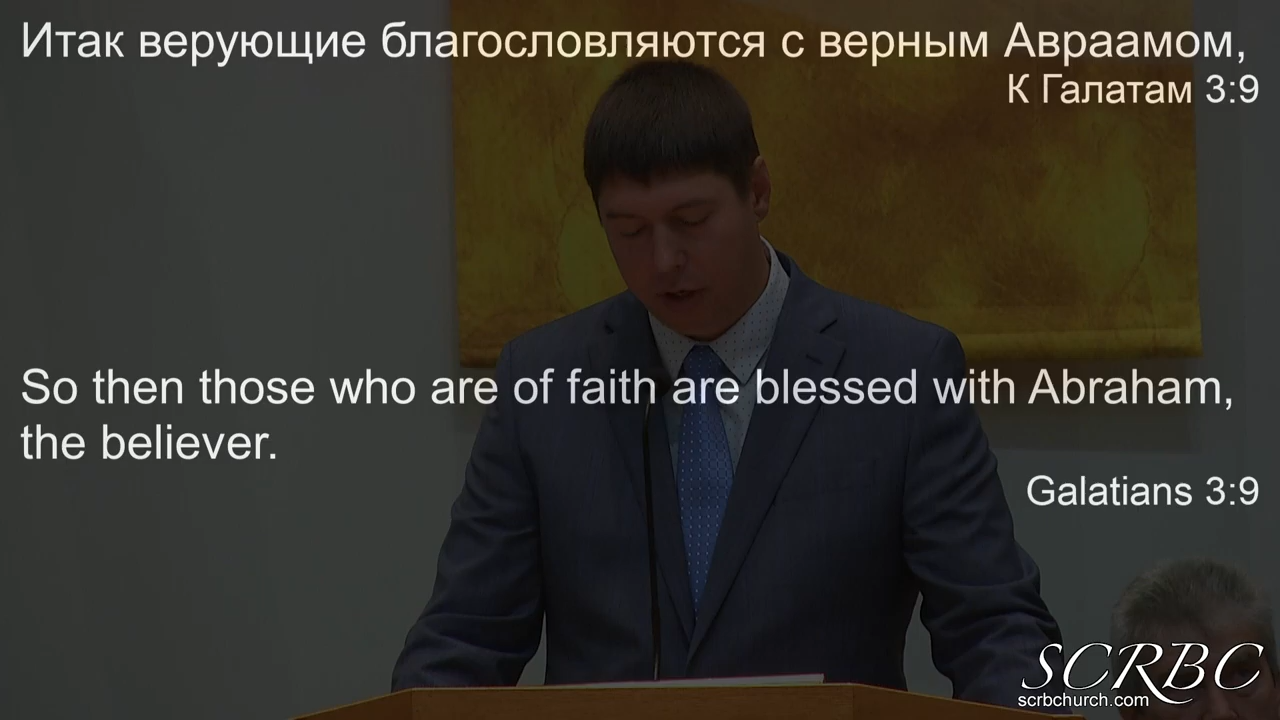 Итак верующие благословляются с верным Авраамом,
К Галатам 3:9
So then those who are of faith are blessed with Abraham,
the believer.
Galatians 3:9
SCRBC
scrbchurch.com